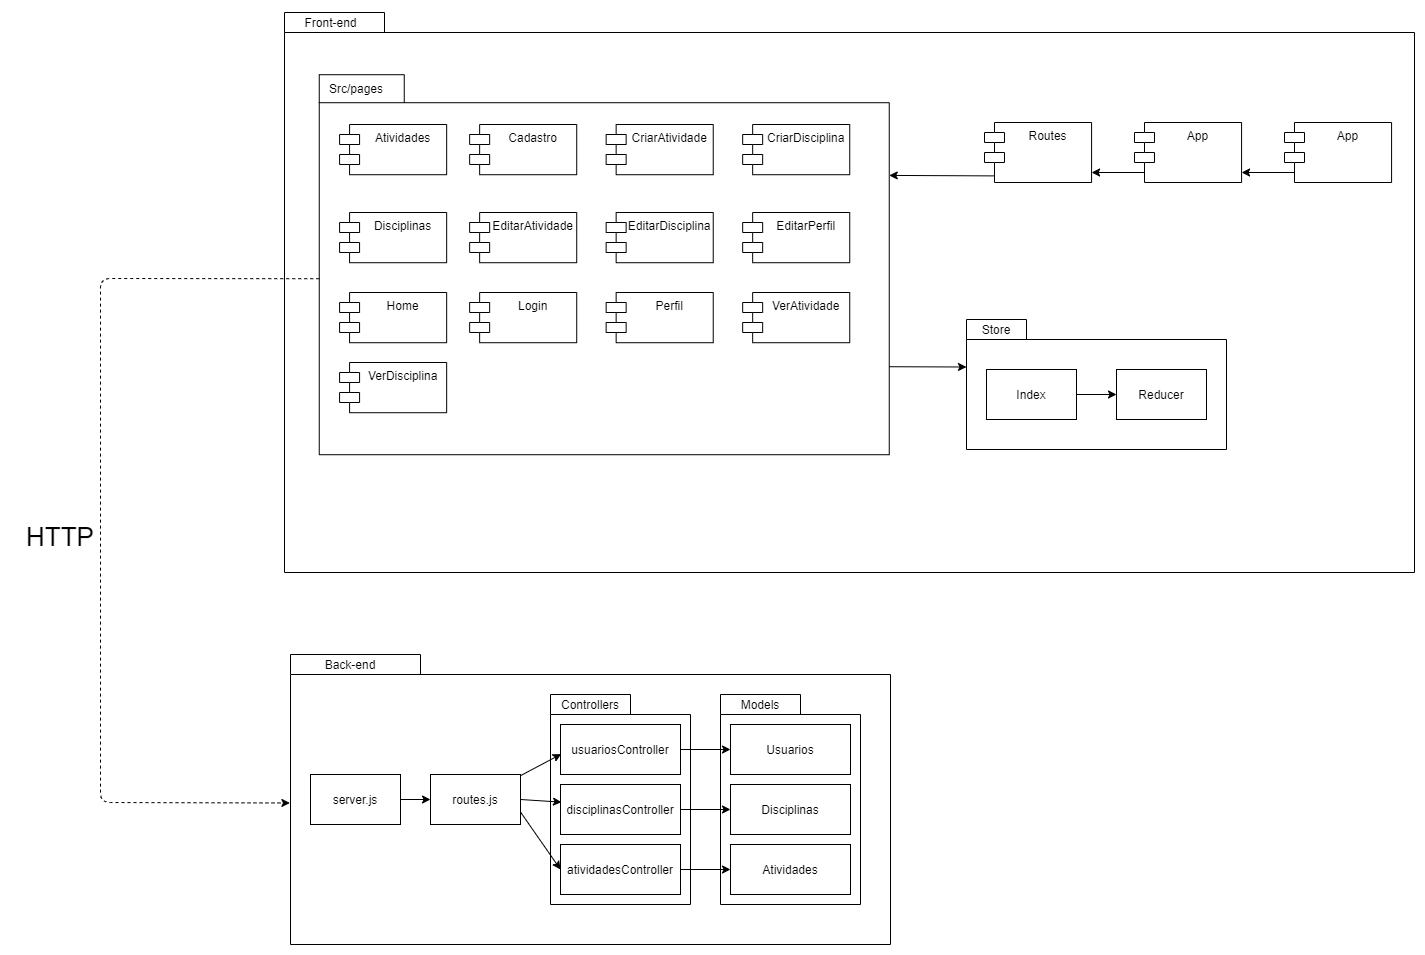 Front-end
Src/pages
Atividades
Cadastro
CriarAtividade
CriarDisciplina
Routes
App
App
Disciplinas
EditarAtividade
EditarDisciplina
EditarPerfil
Home
Login
Perfil
VerAtividade
VerDisciplina
Store
Index
Reducer
HTTP
Back-end
Controllers
Models
server.js
routes.js
usuariosController
Usuarios
disciplinasController
Disciplinas
atividadesController
Atividades